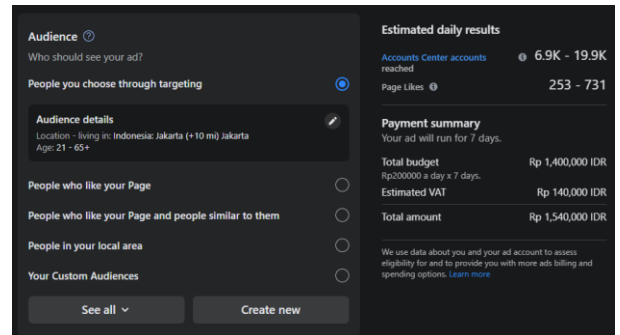 Audience
Who should see your ad?
People you choose through targeting
Audience details
Location - living in: Indonesia: Jakarta (+10 mi) Jakarta
Age: 21 - 65+
People who like your Page
People who like your Page and people similar to them
People in your local area
Your Custom Audiences
See all
Create new
Estimated daily results
Accounts Center accounts reached 6.9K - 19.9K
Page Likes 253 - 731
Payment summary
Your ad will run for 7 days.
Total budget Rp 1,400,000 IDR
Rp200000 a day x 7 days.
Estimated VAT Rp 140,000 IDR
Total amount Rp 1,540,000 IDR
We use data about you and your ad account to assess
eligibility for and to provide you with more ads billing and
spending options. Learn more